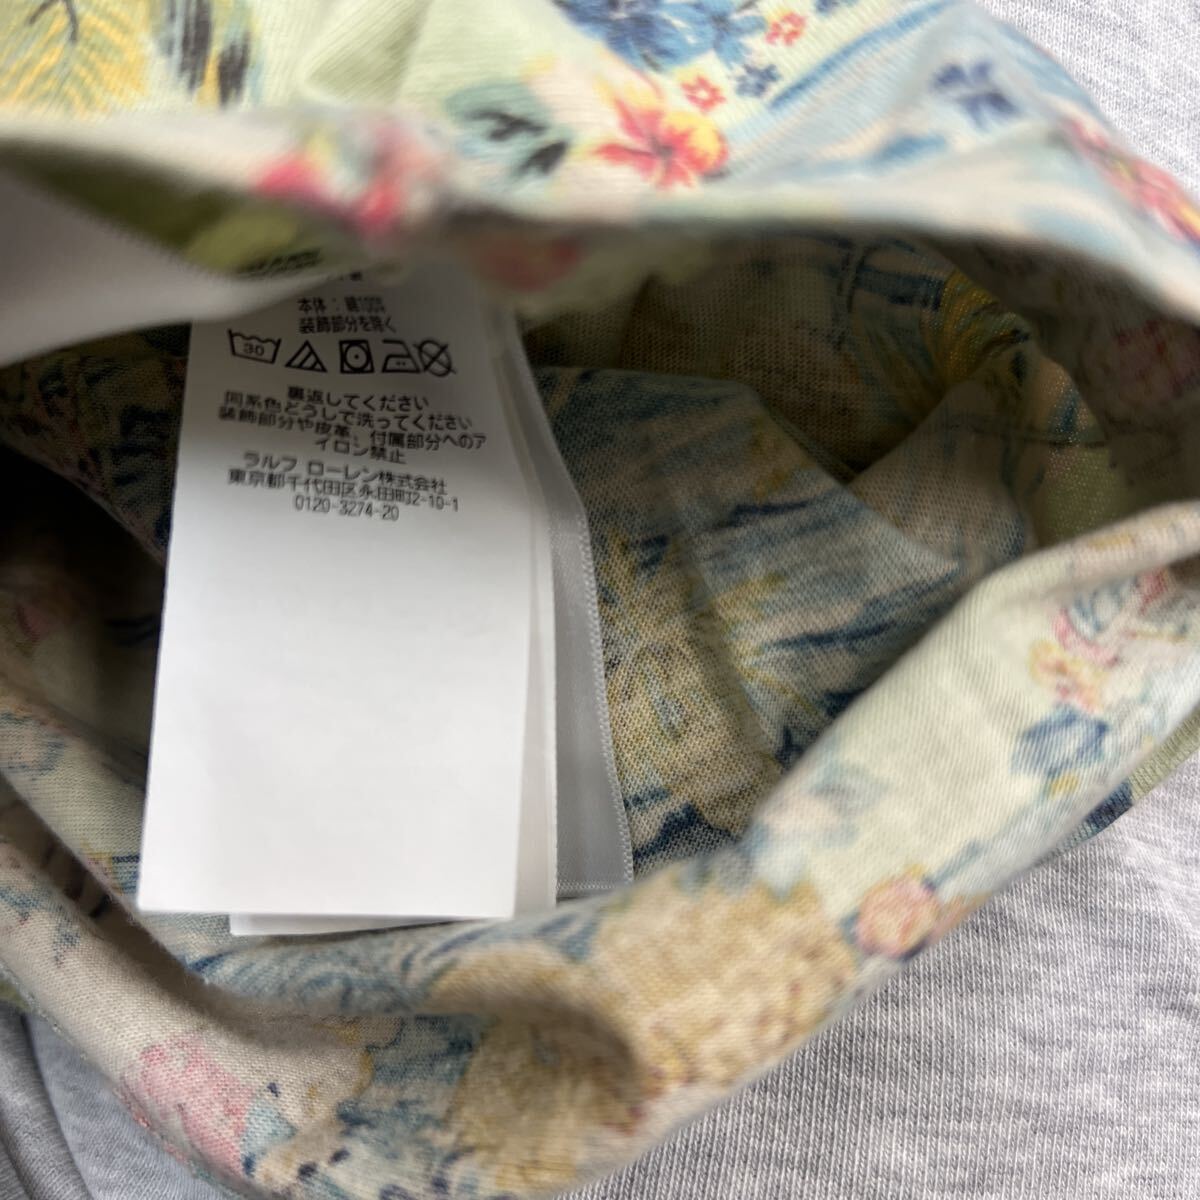 本体：綿100%
装飾部分を除く
30
裏返してください
同系色どうしで洗ってください
装飾部分や皮革、付属部分へのア
イロン禁止
ラルフ ローレン株式会社
東京都千代田区永田町2-10-1
0120-3274-20